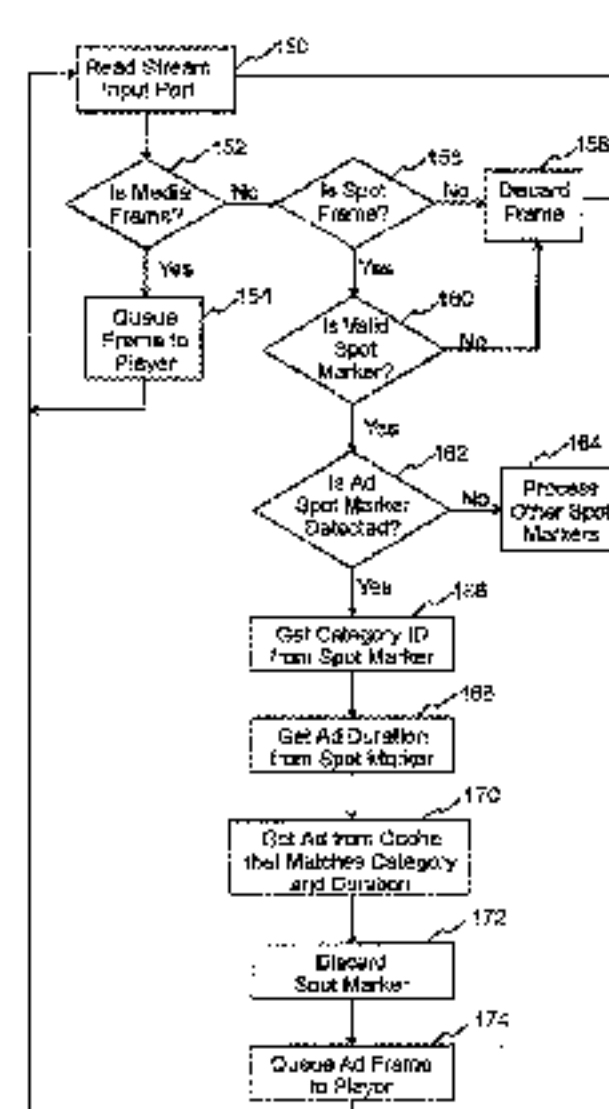 150
Read Stream
Input Port
152
Is Media
Frame?
No
Is Spot
Frame?
No
158
Discard
Frame
Yes
154
Queue
Frame to
Player
Yes
160
Is Valid
Spot
Marker?
No
Yes
162
Is Ad
Spot Marker
Detected?
No
164
Process
Other Spot
Markers
Yes
166
Get Category ID
from Spot Marker
168
Get Ad Duration
from Spot Marker
170
Get Ad from Cache
that Matches Category
and Duration
172
Discard
Spot Marker
174
Queue Ad Frame
to Player